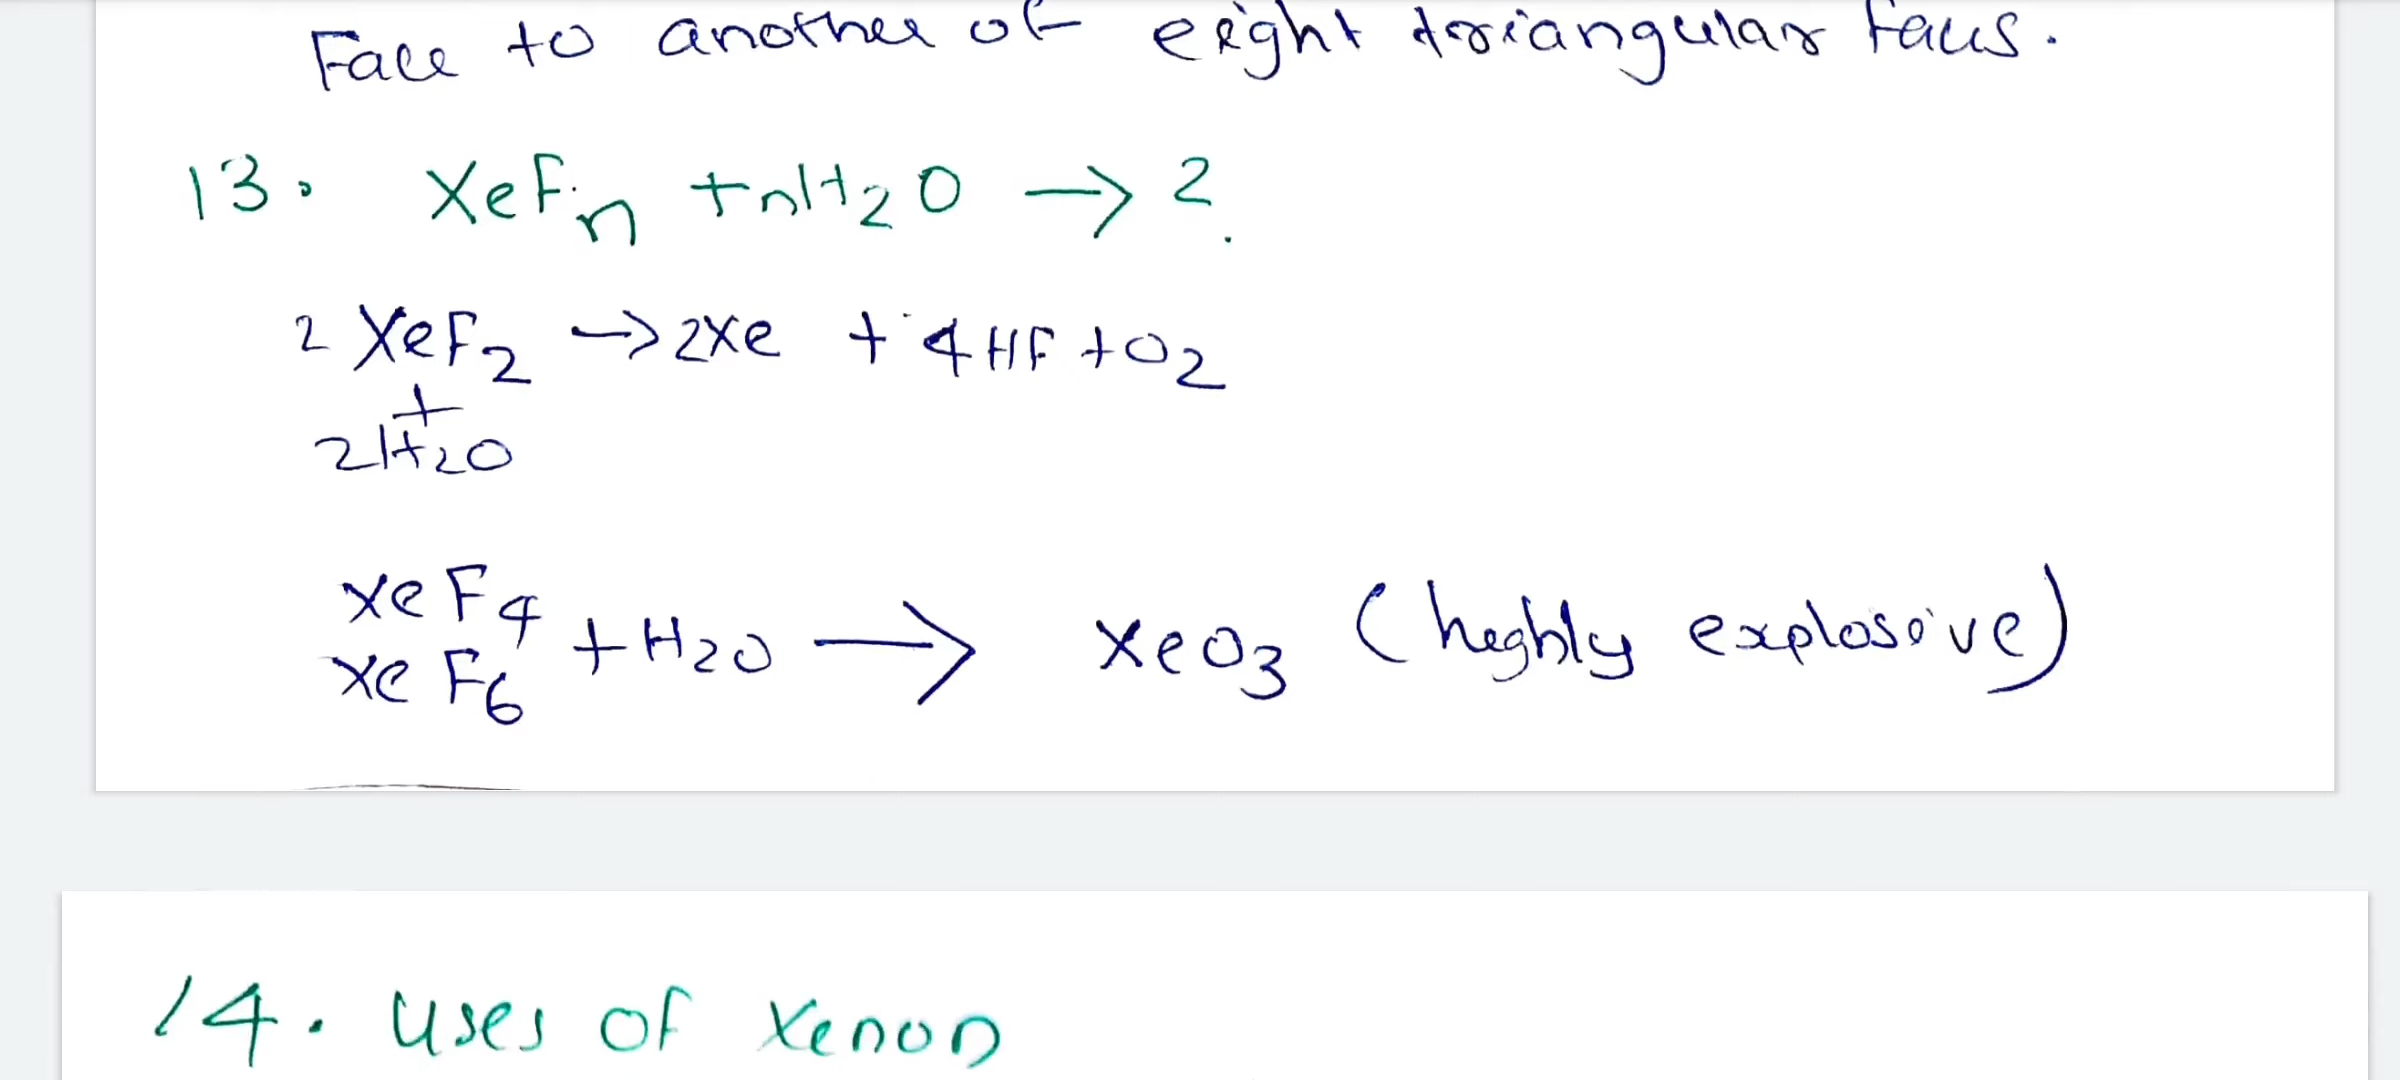 Face to another of eight triangular faces.
13. XeFn + nH2O → ?
2 XeF2 → 2Xe + 4HF + O2
+
2H2O
XeF4
XeF6 + H2O → XeO3 (highly explosive)
14. Uses of Xenon